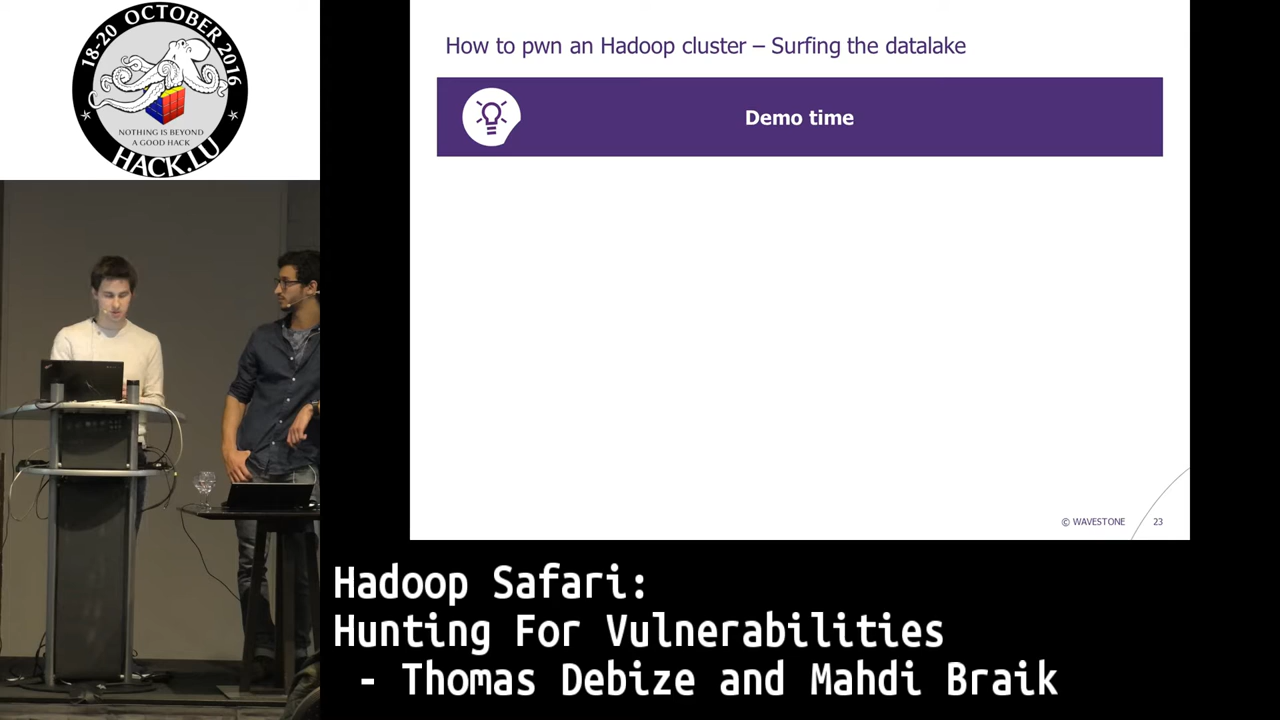 18-20 OCTOBER 2016
NOTHING IS BEYOND
A GOOD HACK
HACK.LU
How to pwn an Hadoop cluster – Surfing the datalake
Demo time
© WAVESTONE
23
Hadoop Safari:
Hunting For Vulnerabilities
- Thomas Debize and Mahdi Braik